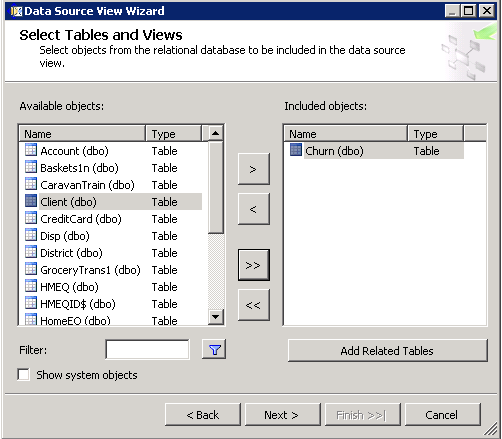 Data Source View Wizard
Select Tables and Views
Select objects from the relational database to be included in the data source
view.
Available objects:
Name Type
Account (dbo) Table
Baskets1n (dbo) Table
CaravanTrain (dbo) Table
Client (dbo) Table
CreditCard (dbo) Table
Disp (dbo) Table
District (dbo) Table
GroceryTrans1 (dbo) Table
HMEQ (dbo) Table
HMEQID$ (dbo) Table
HomeEQ (dbo) Table
>
<
>>
<<
Included objects:
Name Type
Churn (dbo) Table
Filter:
Add Related Tables
Show system objects
< Back Next > Finish >>| Cancel